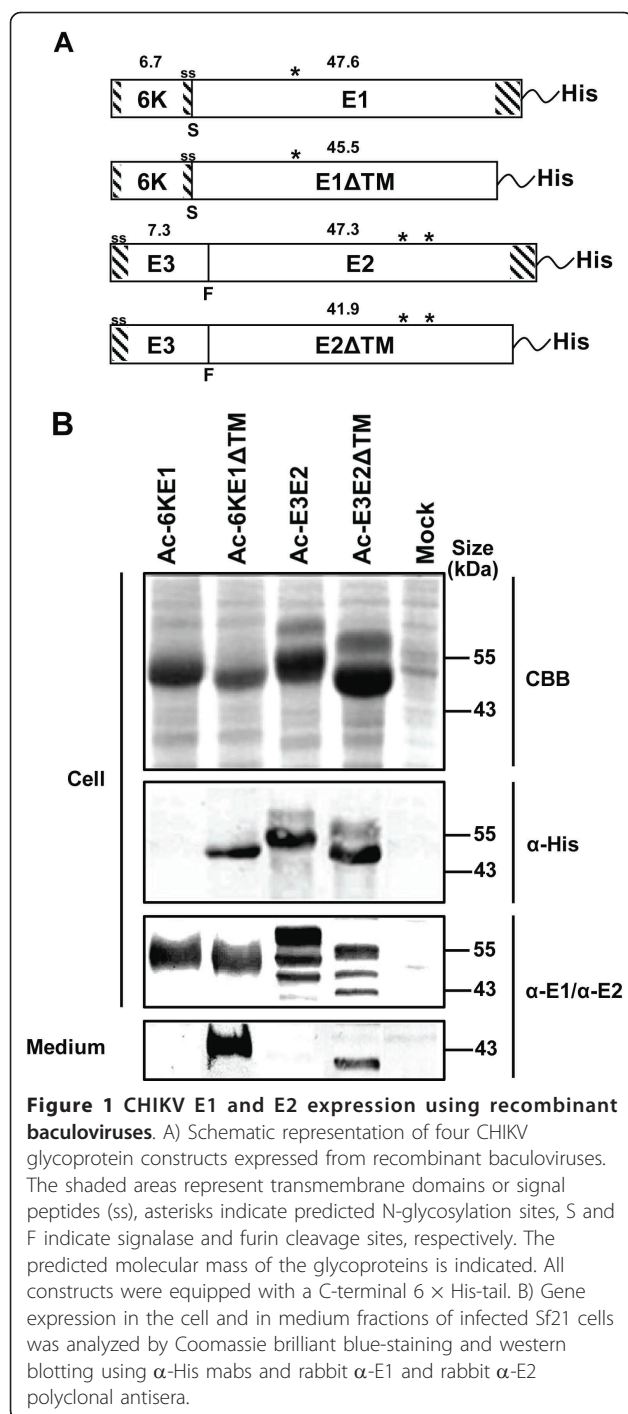 A
6.7 ss * 47.6
6K E1 His
S
ss * 45.5
6K E1ΔTM His
S
ss 7.3 47.3 * *
E3 E2 His
F
ss 41.9 * *
E3 E2ΔTM His
F
B
Ac-6KE1
Ac-6KE1ΔTM
Ac-E3E2
Ac-E3E2ΔTM
Mock
Size
(kDa)
55
43
CBB
Cell
55
43
α-His
55
43
α-E1/α-E2
Medium
43
Figure 1 CHIKV E1 and E2 expression using recombinant
baculoviruses. A) Schematic representation of four CHIKV
glycoprotein constructs expressed from recombinant baculoviruses.
The shaded areas represent transmembrane domains or signal
peptides (ss), asterisks indicate predicted N-glycosylation sites, S and
F indicate signalase and furin cleavage sites, respectively. The
predicted molecular mass of the glycoproteins is indicated. All
constructs were equipped with a C-terminal 6 × His-tail. B) Gene
expression in the cell and in medium fractions of infected Sf21 cells
was analyzed by Coomassie brilliant blue-staining and western
blotting using α-His mabs and rabbit α-E1 and rabbit α-E2
polyclonal antisera.